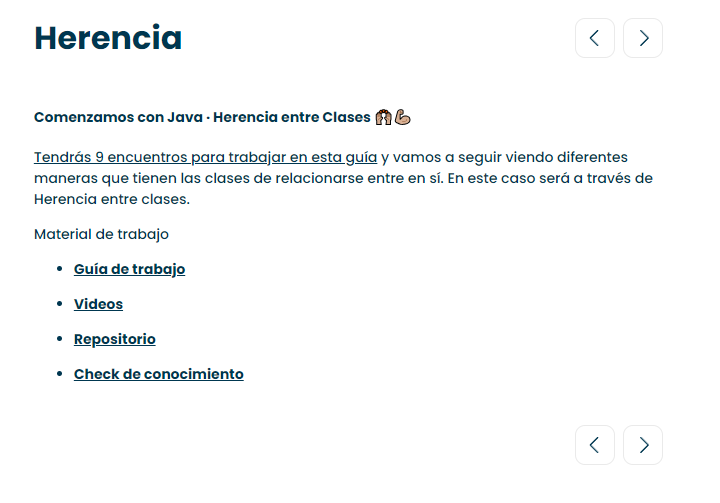 Herencia
Comenzamos con Java · Herencia entre Clases 🙌🏽💪🏽
Tendrás 9 encuentros para trabajar en esta guía y vamos a seguir viendo diferentes
maneras que tienen las clases de relacionarse entre en sí. En este caso será a través de
Herencia entre clases.
Material de trabajo
• Guía de trabajo
• Videos
• Repositorio
• Check de conocimiento